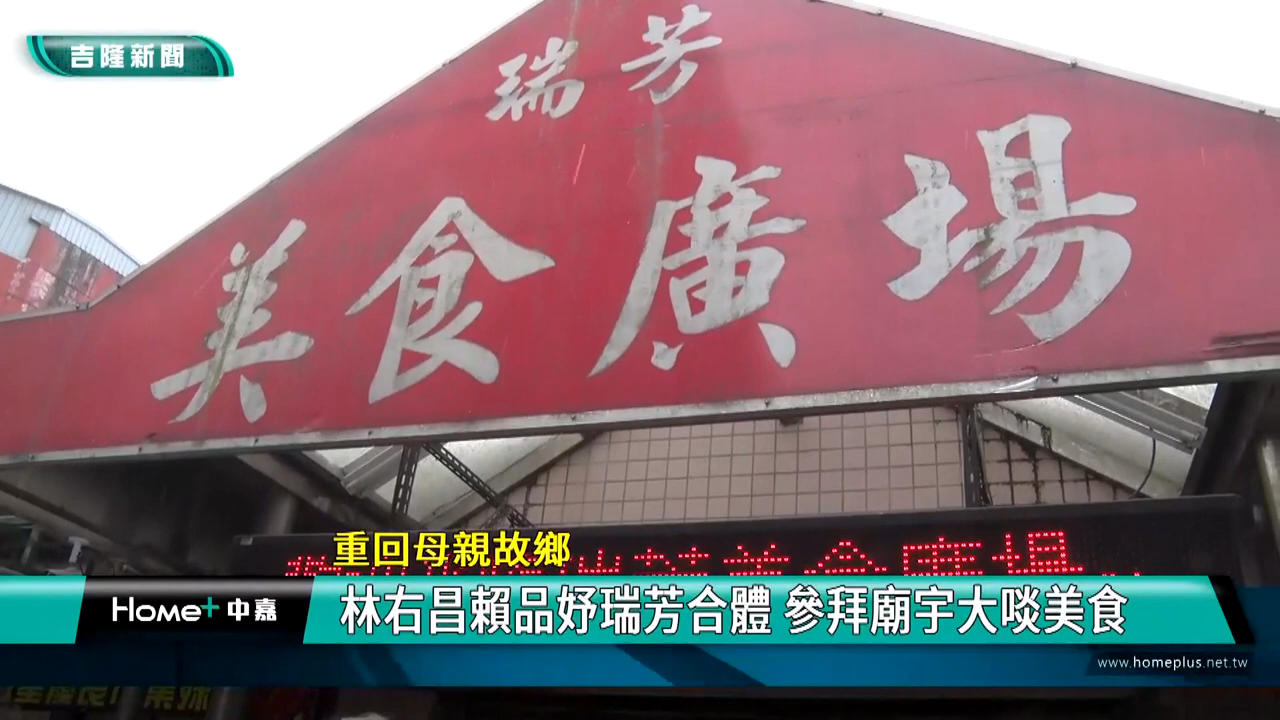 吉隆新聞
瑞芳
美食廣場
重回母親故鄉
Home+中嘉
林右昌賴品妤瑞芳合體 參拜廟宇大啖美食
www.homeplus.net.tw